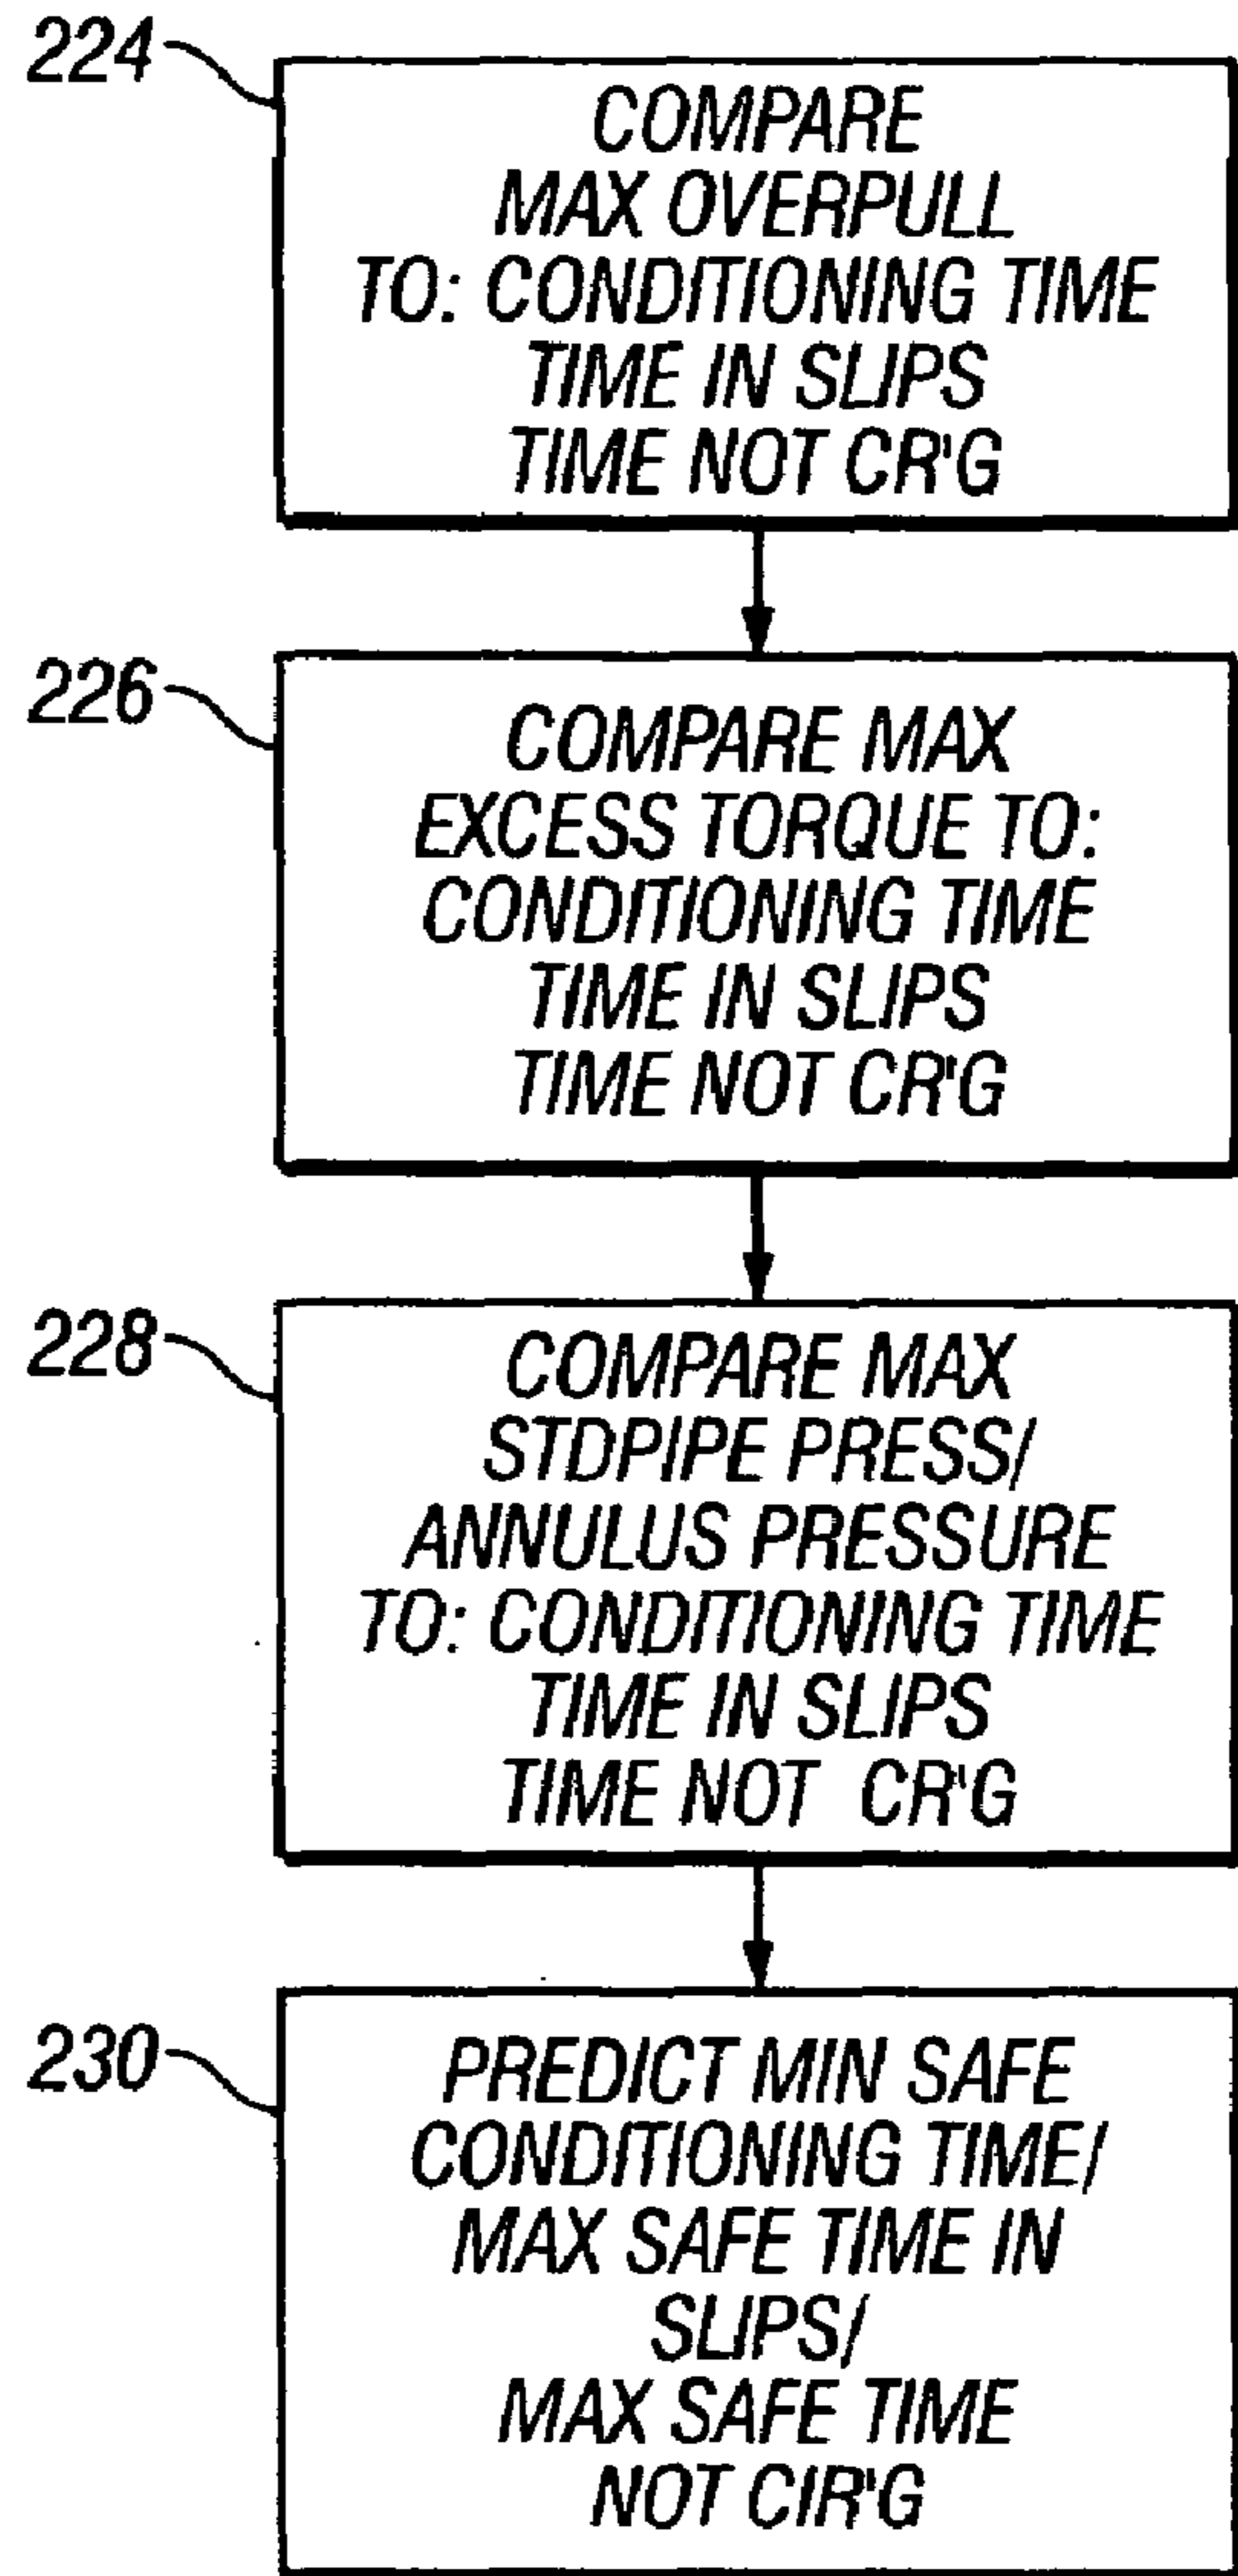 224
COMPARE
MAX OVERPULL
TO: CONDITIONING TIME
TIME IN SLIPS
TIME NOT CR'G
226
COMPARE MAX
EXCESS TORQUE TO:
CONDITIONING TIME
TIME IN SLIPS
TIME NOT CR'G
228
COMPARE MAX
STDPIPE PRESS/
ANNULUS PRESSURE
TO: CONDITIONING TIME
TIME IN SLIPS
TIME NOT CR'G
230
PREDICT MIN SAFE
CONDITIONING TIME/
MAX SAFE TIME IN
SLIPS/
MAX SAFE TIME
NOT CIR'G